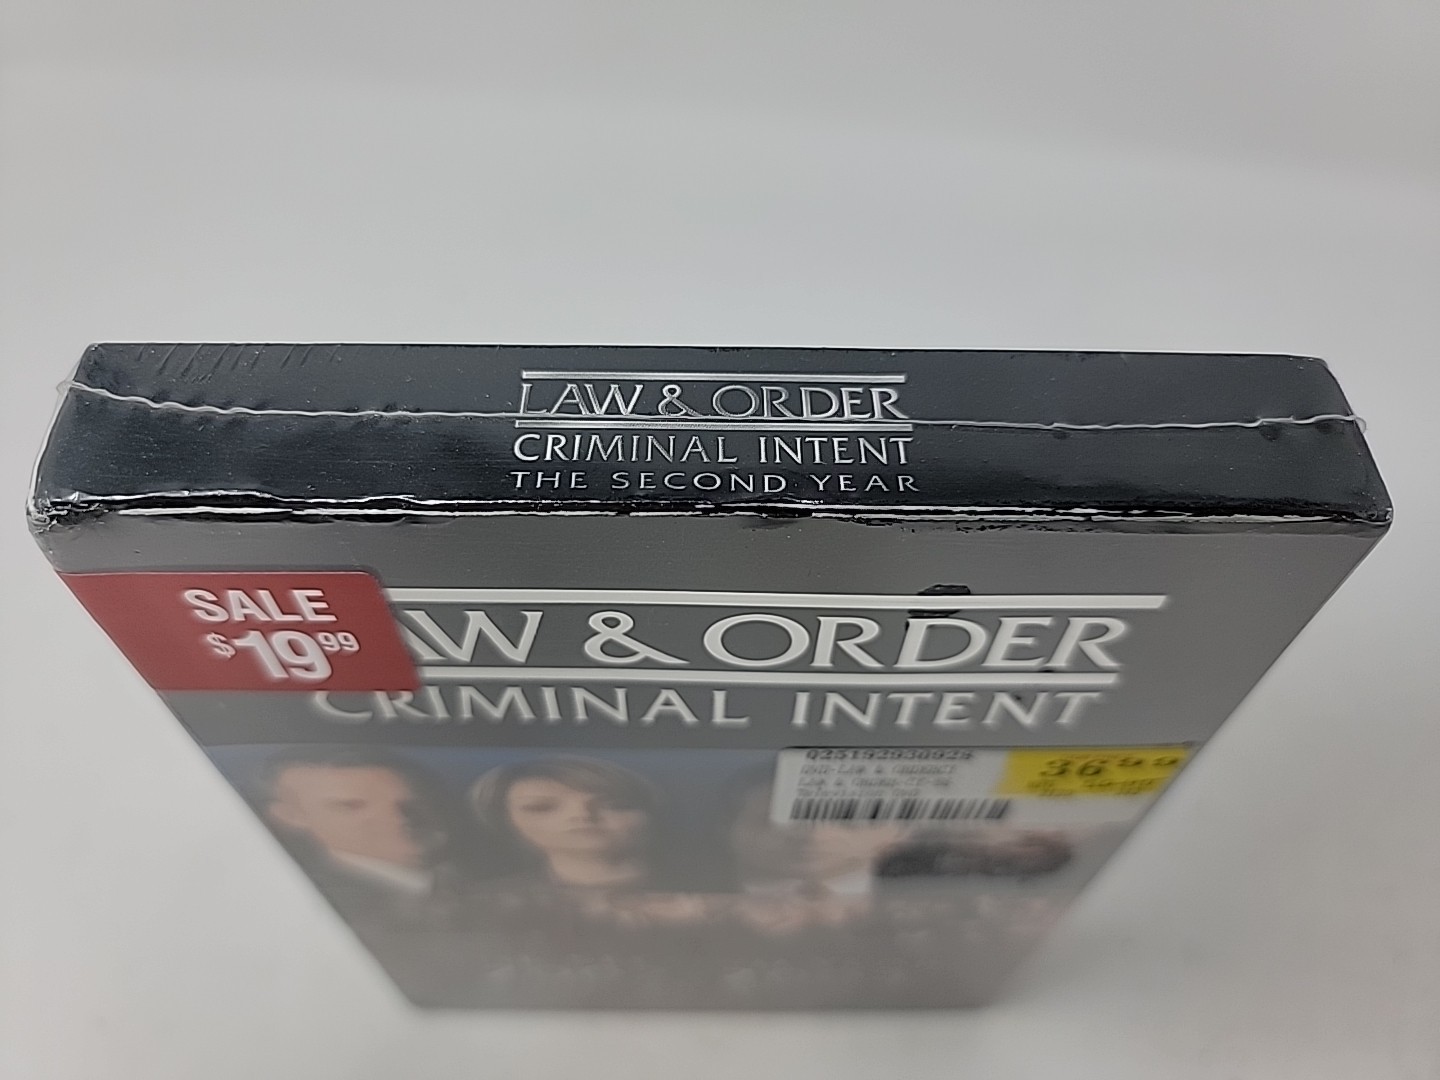 LAW & ORDER
CRIMINAL INTENT
THE SECOND YEAR
SALE
$19.99
AW & ORDER
CRIMINAL INTENT
36.99